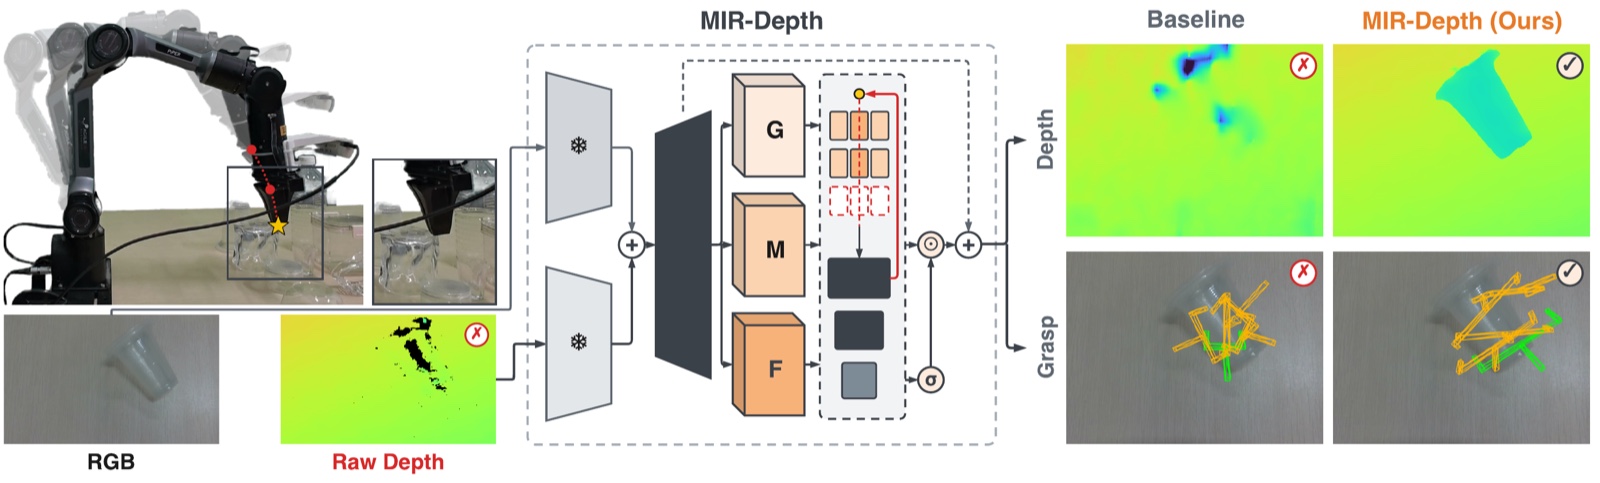 MIR-Depth
Baseline
MIR-Depth (Ours)
G
M
F
+
+
σ
Depth
Grasp
RGB
Raw Depth